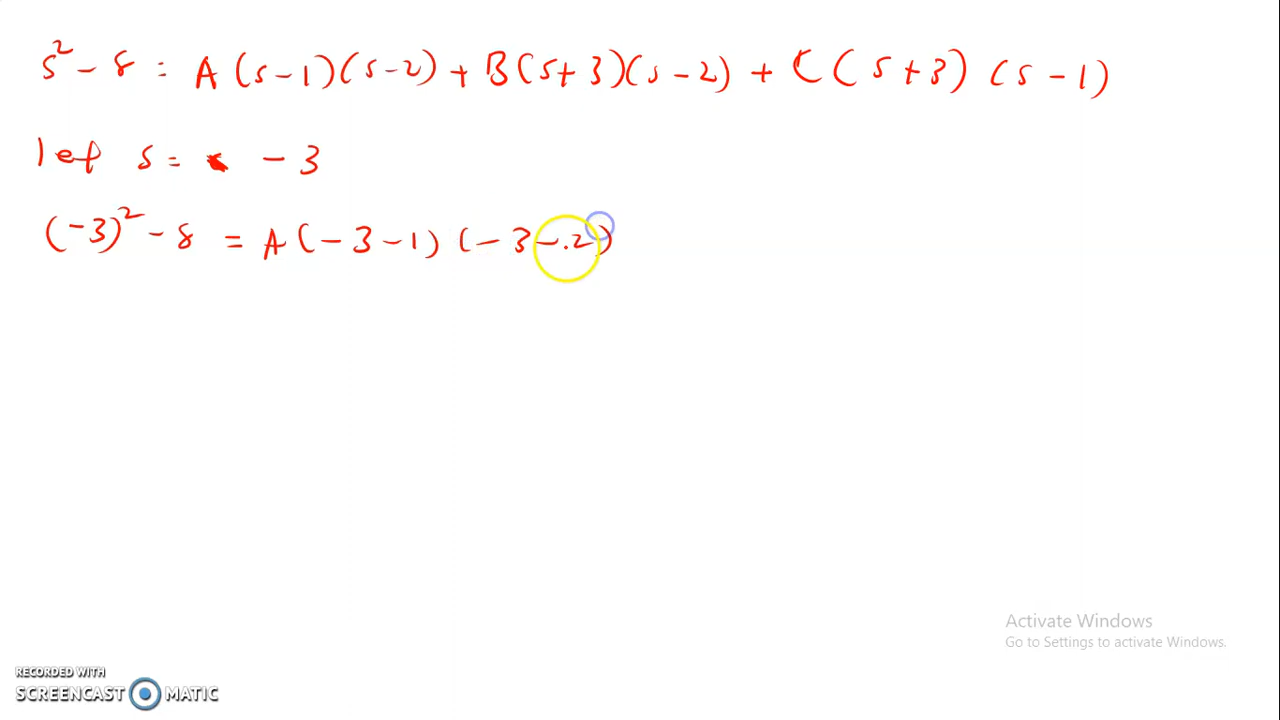 s² - 8 = A (s-1)(s-2) + B(s+3)(s-2) + C(s+3)(s-1)
let s = -3
(-3)² - 8 = A(-3-1)(-3-2)
Activate Windows
Go to Settings to activate Windows.
RECORDED WITH
SCREENCAST MATIC